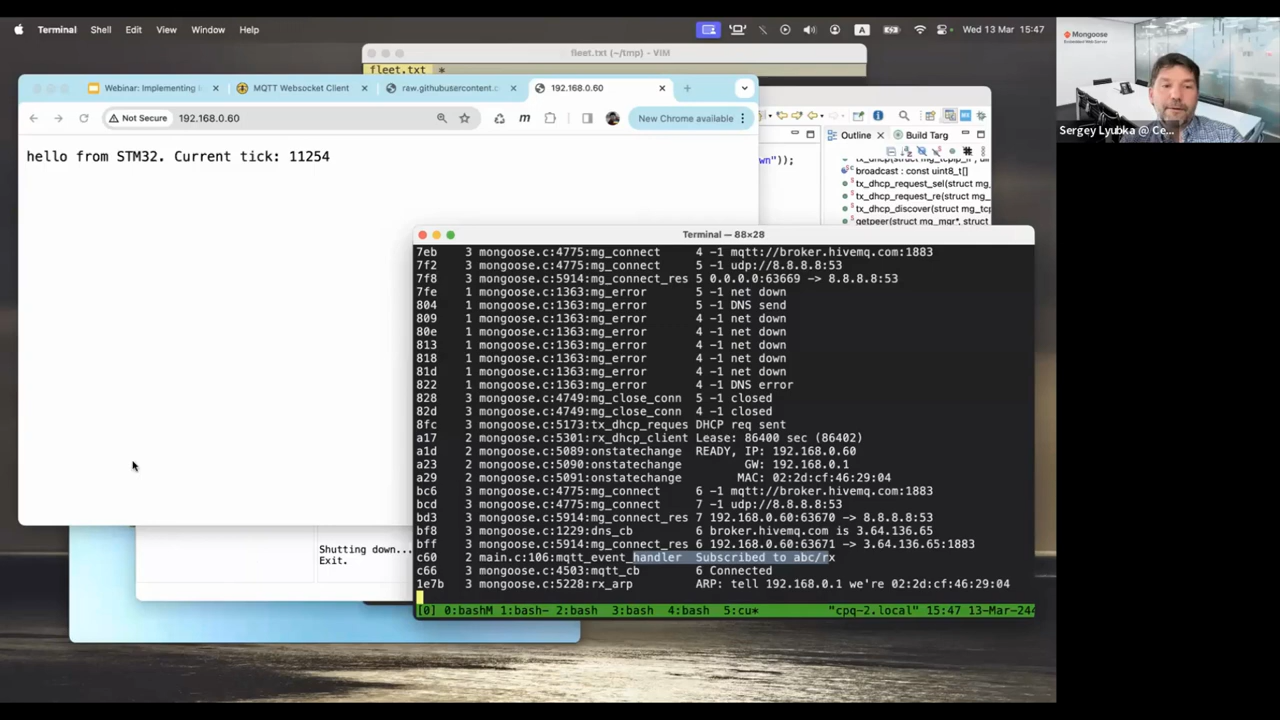 Terminal Shell Edit View Window Help A Wed 13 Mar 15:47
fleet.txt (~/tmp) - VIM
fleet.txt *
Webinar: Implementing
MQTT Websocket Client
raw.githubusercontent.c
192.168.0.60
Not Secure 192.168.0.60
New Chrome available
hello from STM32. Current tick: 11254
wn"));
Outline
Build Targ
tx_dhcp(struct mg_tcpip_if
broadcast : const uint8_t[]
tx_dhcp_request_sel(struct mg_
tx_dhcp_request_re(struct mg_
tx_dhcp_discover(struct mg_tcp
getpeer(struct mg_mgr*, struct
Terminal — 88×28
7eb 3 mongoose.c:4775:mg_connect 4 -1 mqtt://broker.hivemq.com:1883
7f2 3 mongoose.c:4775:mg_connect 5 -1 udp://8.8.8.8:53
7f8 3 mongoose.c:5914:mg_connect_res 5 0.0.0.0:63669 -> 8.8.8.8:53
7fe 1 mongoose.c:1363:mg_error 5 -1 net down
804 1 mongoose.c:1363:mg_error 5 -1 DNS send
809 1 mongoose.c:1363:mg_error 4 -1 net down
80e 1 mongoose.c:1363:mg_error 4 -1 net down
813 1 mongoose.c:1363:mg_error 4 -1 net down
818 1 mongoose.c:1363:mg_error 4 -1 net down
81d 1 mongoose.c:1363:mg_error 4 -1 net down
822 1 mongoose.c:1363:mg_error 4 -1 DNS error
828 3 mongoose.c:4749:mg_close_conn 5 -1 closed
82d 3 mongoose.c:4749:mg_close_conn 4 -1 closed
8fc 3 mongoose.c:5173:tx_dhcp_reques DHCP req sent
a17 2 mongoose.c:5301:rx_dhcp_client Lease: 86400 sec (86402)
a1d 2 mongoose.c:5089:onstatechange READY, IP: 192.168.0.60
a23 2 mongoose.c:5090:onstatechange GW: 192.168.0.1
a29 2 mongoose.c:5091:onstatechange MAC: 02:2d:cf:46:29:04
bc6 3 mongoose.c:4775:mg_connect 6 -1 mqtt://broker.hivemq.com:1883
bcd 3 mongoose.c:4775:mg_connect 7 -1 udp://8.8.8.8:53
bd3 3 mongoose.c:5914:mg_connect_res 7 192.168.0.60:63670 -> 8.8.8.8:53
bf8 3 mongoose.c:1229:dns_cb 6 broker.hivemq.com is 3.64.136.65
bff 3 mongoose.c:5914:mg_connect_res 6 192.168.0.60:63671 -> 3.64.136.65:1883
c60 2 main.c:106:mqtt_event_handler Subscribed to abc/rx
c66 3 mongoose.c:4503:mqtt_cb 6 Connected
1e7b 3 mongoose.c:5228:rx_arp ARP: tell 192.168.0.1 we're 02:2d:cf:46:29:04
[0] 0:bashM 1:bash- 2:bash 3:bash 4:bash 5:cu* "cpq-2.local" 15:47 13-Mar-244
Shutting down...
Exit.
Mongoose
Embedded Web Server
Sergey Lyubka @ Ce...